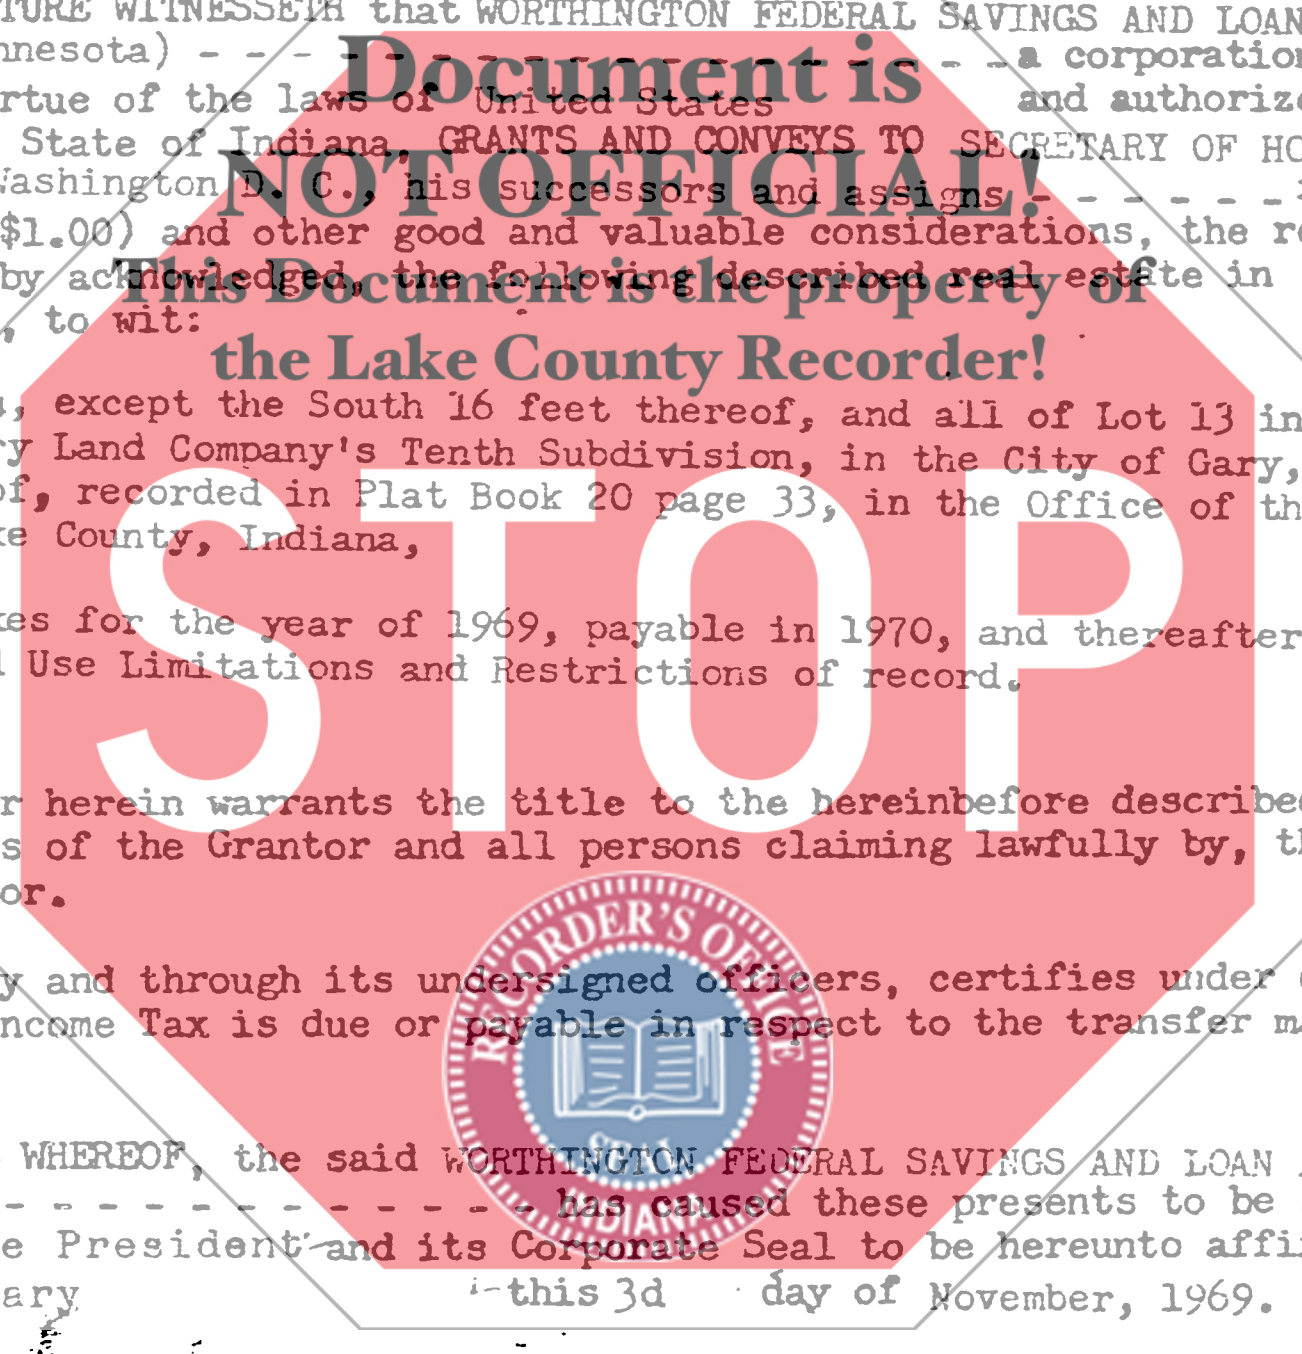 TURE WITNESSETH that WORTHINGTON FEDERAL SAVINGS AND LOAN
nnesota) - - - - - - - - - - - - - - - - - - a corporation
rtue of the laws of United States and authorize
State of Indiana, GRANTS AND CONVEYS TO SECRETARY OF HO
Washington D. C., his successors and assigns - - - - - - -
($1.00) and other good and valuable considerations, the re
by acknowledged, the following described real estate in
, to wit:
Document is
NOT OFFICIAL!
This Document is the property of
the Lake County Recorder!
, except the South 16 feet thereof, and all of Lot 13 in
ry Land Company's Tenth Subdivision, in the City of Gary,
of, recorded in Plat Book 20 page 33, in the Office of th
ke County, Indiana,
STOP
xes for the year of 1969, payable in 1970, and thereafter
d Use Limitations and Restrictions of record.
r herein warrants the title to the hereinbefore described
s of the Grantor and all persons claiming lawfully by, th
or.
y and through its undersigned officers, certifies under
ncome Tax is due or payable in respect to the transfer ma
RECORDER'S OFFICE
SEAL
INDIANA
WHEREOF, the said WORTHINGTON FEDERAL SAVINGS AND LOAN
- - - - - - - - - - - - has caused these presents to be
e President and its Corporate Seal to be hereunto affi
ary this 3d day of November, 1969.